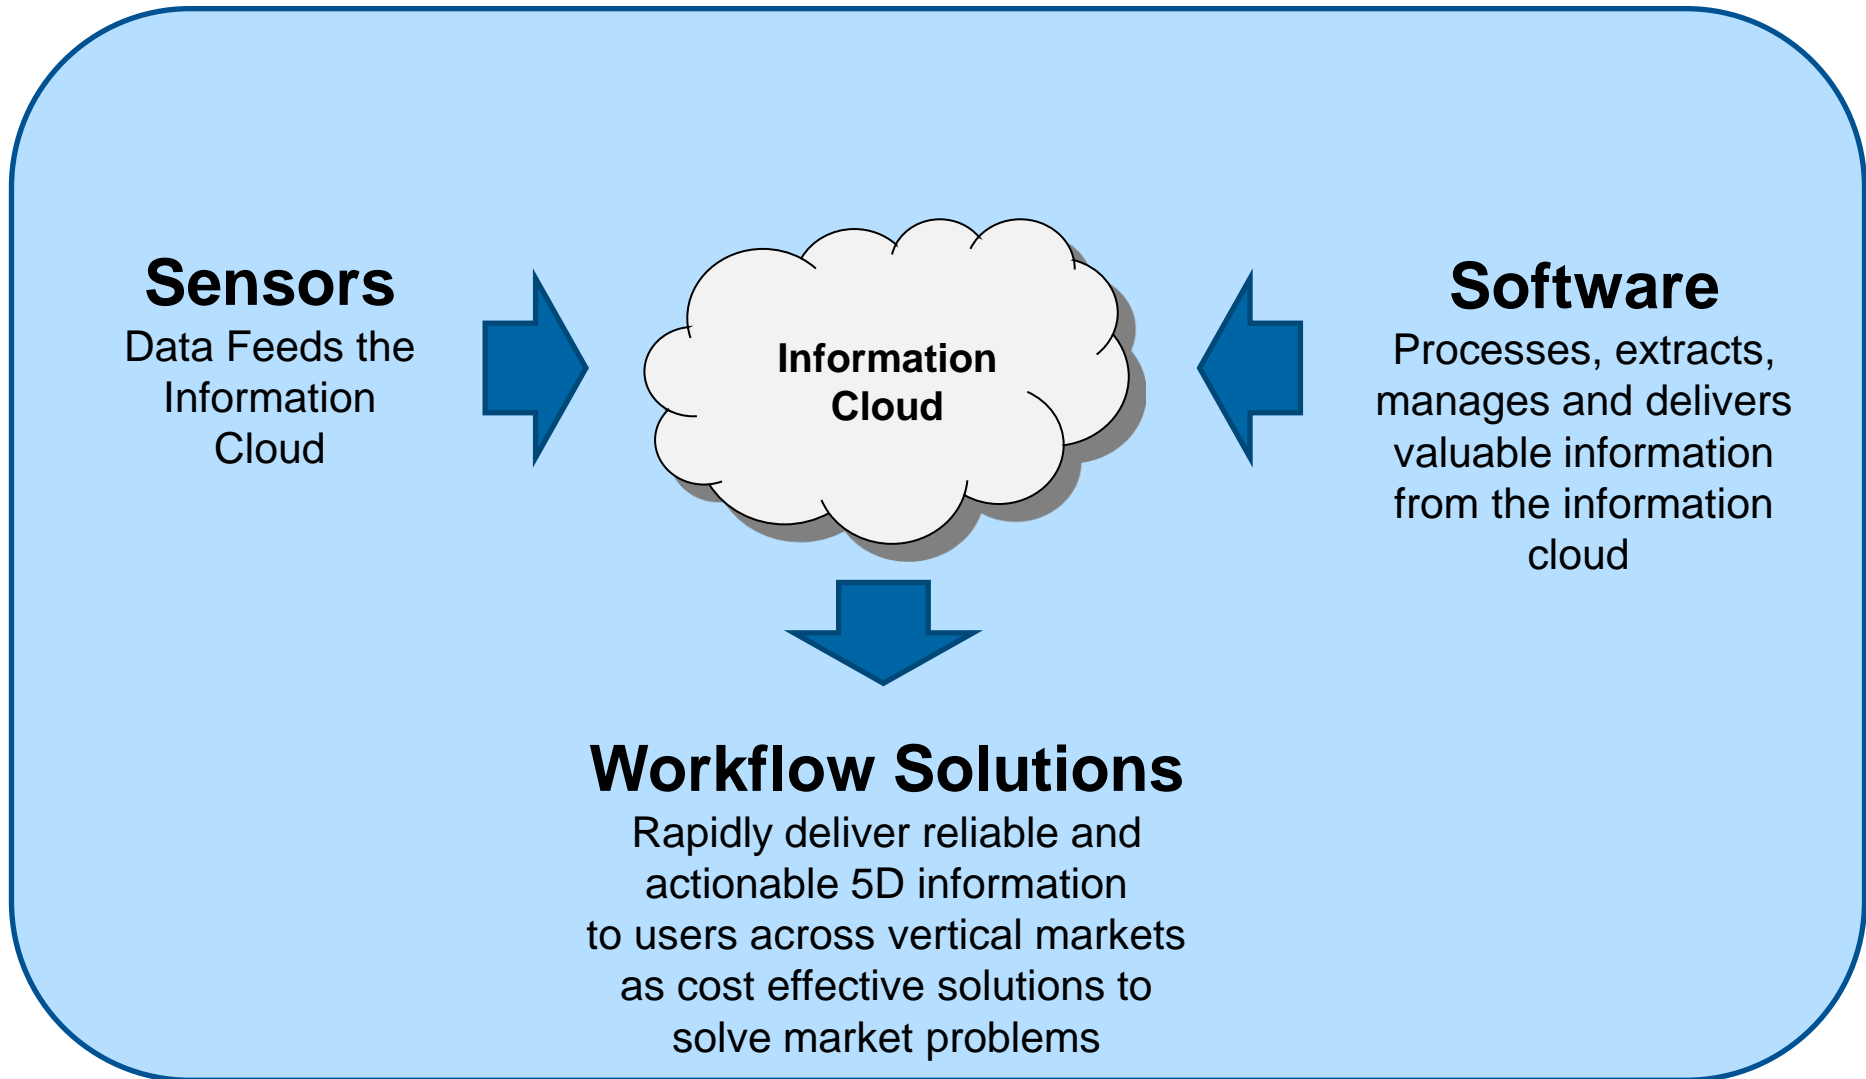 Sensors
Data Feeds the
Information
Cloud
Information
Cloud
Software
Processes, extracts,
manages and delivers
valuable information
from the information
cloud
Workflow Solutions
Rapidly deliver reliable and
actionable 5D information
to users across vertical markets
as cost effective solutions to
solve market problems